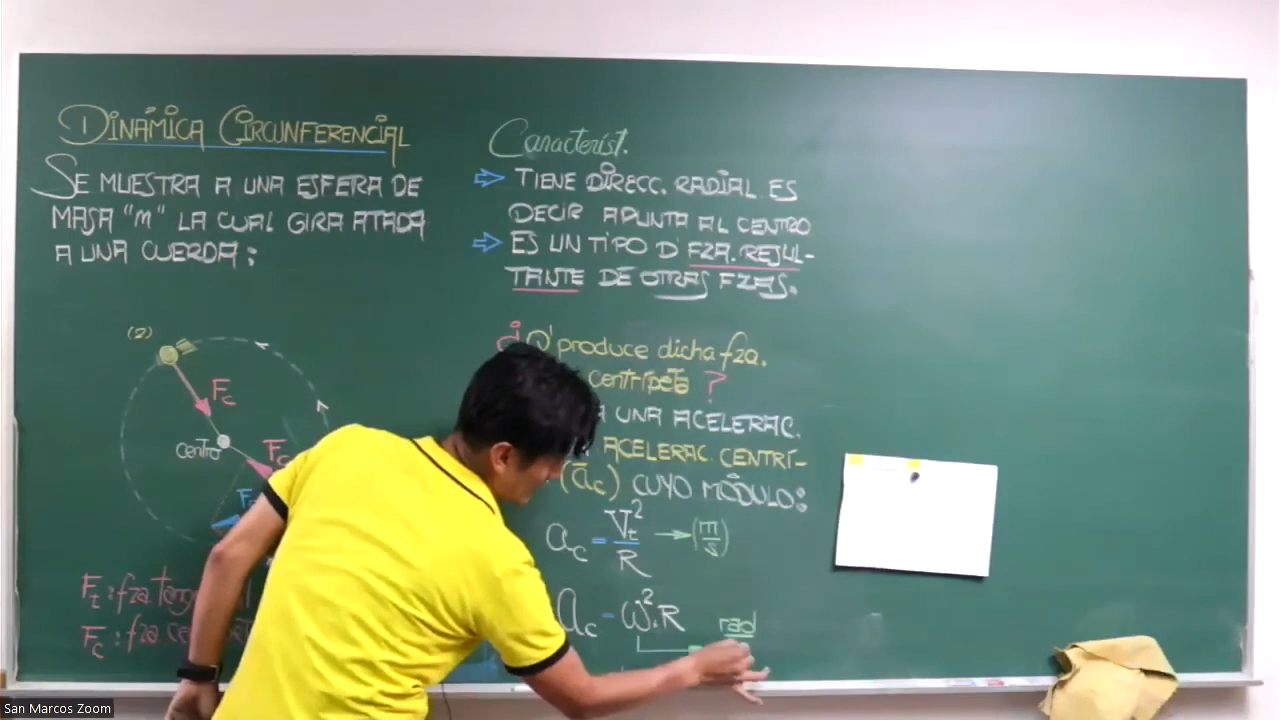 DINÁMICA CIRCUNFERENCIAL
SE MUESTRA A UNA ESFERA DE
MASA "m" LA CUAL GIRA ATADA
A UNA CUERDA:
(2)
Fc
centro
Fc
Ft: fza tang
Fc: fza ce
Característ.
⇒ TIENE DIRECC. RADIAL ES
DECIR APUNTA AL CENTRO
⇒ ES UN TIPO D' FZA. RESUL-
TANTE DE OTRAS FZAS.
¿Q' produce dicha fza.
centrípeta ?
A UNA ACELERAC.
ACELERAC. CENTRÍ-
(ac) CUYO MÓDULO:
ac = Vt²/R → (m/s)
ac = ω².R
rad
San Marcos Zoom